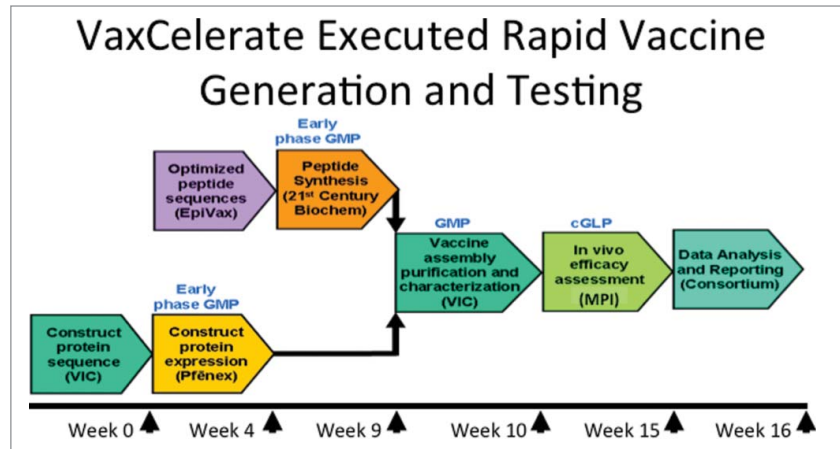 VaxCelerate Executed Rapid Vaccine
Generation and Testing
Early
phase GMP
Optimized
peptide
sequences
(EpiVax)
Peptide
Synthesis
(21st Century
Biochem)
GMP
Vaccine
assembly
purification and
characterization
(VIC)
cGLP
In vivo
efficacy
assessment
(MPI)
Data Analysis
and Reporting
(Consortium)
Early
phase GMP
Construct
protein
sequence
(VIC)
Construct
protein
expression
(Pfēnex)
Week 0
Week 4
Week 9
Week 10
Week 15
Week 16